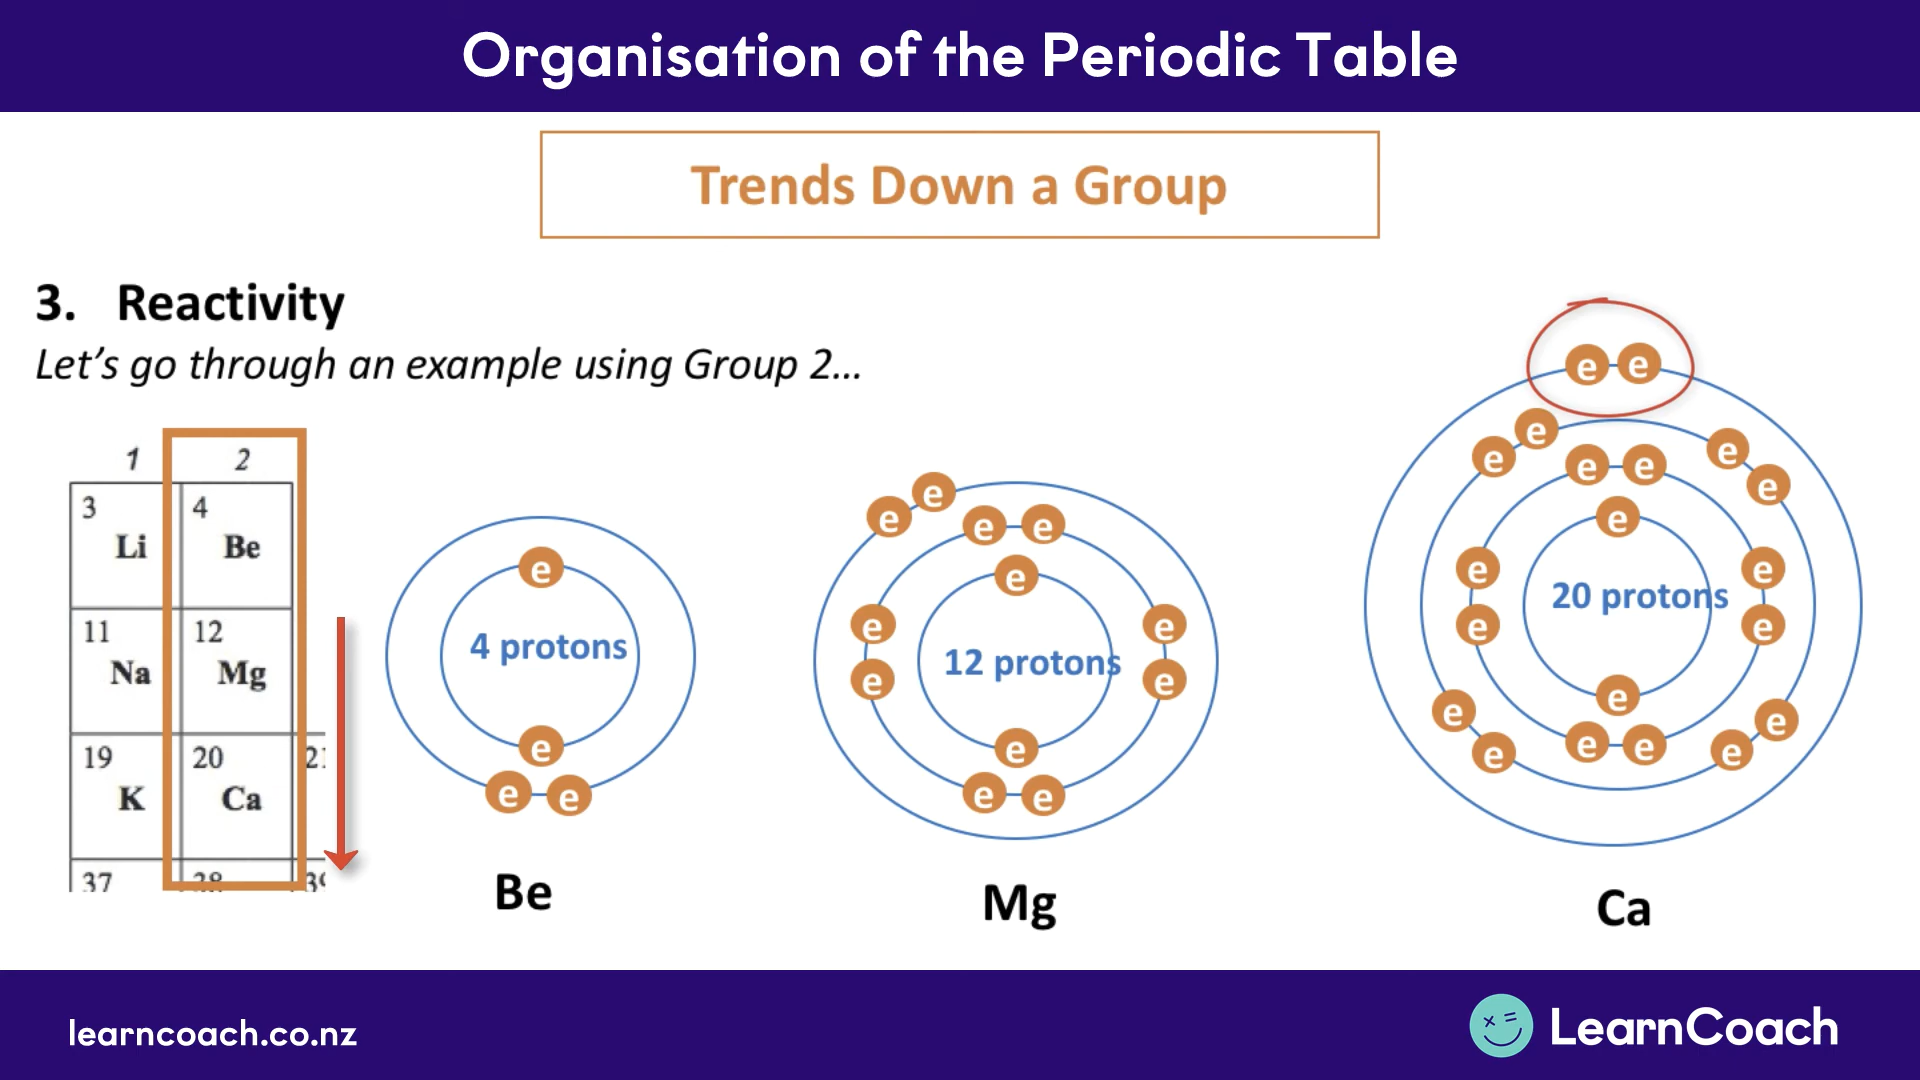 Organisation of the Periodic Table
Trends Down a Group
3. Reactivity
Let's go through an example using Group 2...
1 2
3 4
Li Be
11 12
Na Mg
19 20 21
K Ca
37 38 39
4 protons
e
e
e e
Be
12 protons
e e
e e
e
e e
e e
e
e e
Mg
20 protons
e e
e e
e e
e e
e
e e
e e
e
e e
e e
e e
Ca
learncoach.co.nz
LearnCoach